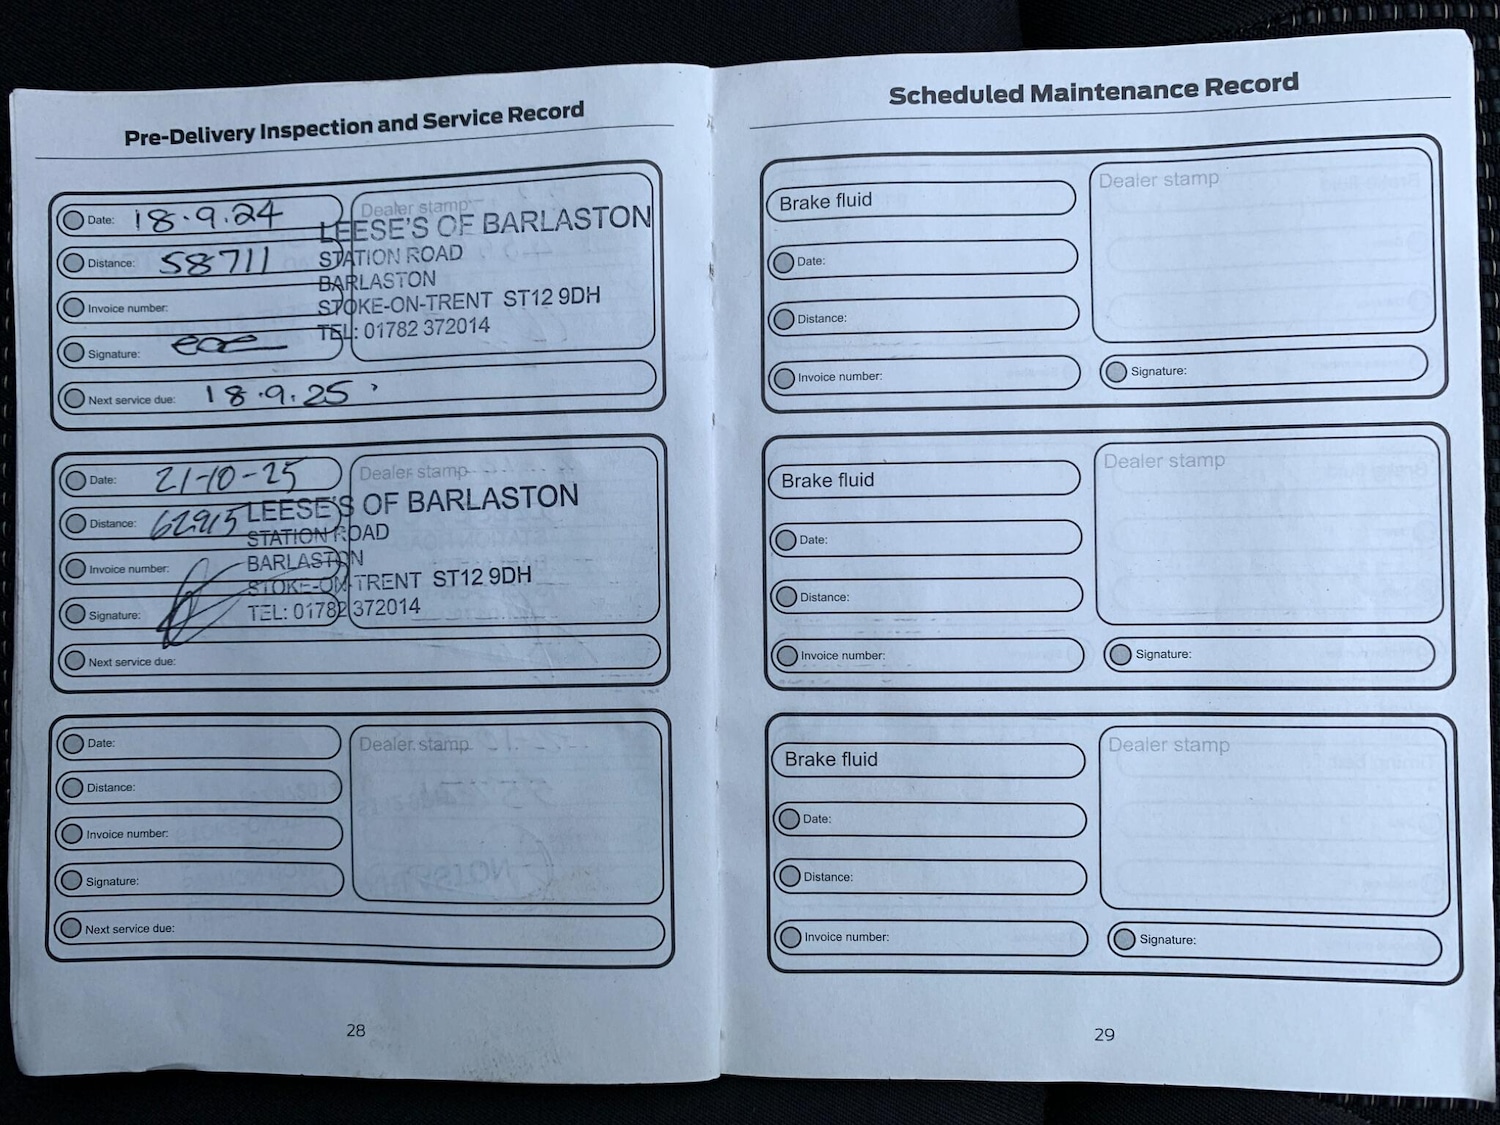 Pre-Delivery Inspection and Service Record
Date: 18.9.24
Distance: 58711
Invoice number:
Signature:
Next service due: 18.9.25
Dealer stamp
LEESE'S OF BARLASTON
STATION ROAD
BARLASTON
STOKE-ON-TRENT ST12 9DH
TEL: 01782 372014
Date: 21-10-25
Distance: 62915
Invoice number:
Signature:
Next service due:
Dealer stamp
LEESE'S OF BARLASTON
STATION ROAD
BARLASTON
STOKE-ON-TRENT ST12 9DH
TEL: 01782 372014
Date:
Distance:
Invoice number:
Signature:
Next service due:
Dealer stamp
28
Scheduled Maintenance Record
Brake fluid
Date:
Distance:
Invoice number:
Dealer stamp
Signature:
Brake fluid
Date:
Distance:
Invoice number:
Dealer stamp
Signature:
Brake fluid
Date:
Distance:
Invoice number:
Dealer stamp
Signature:
29